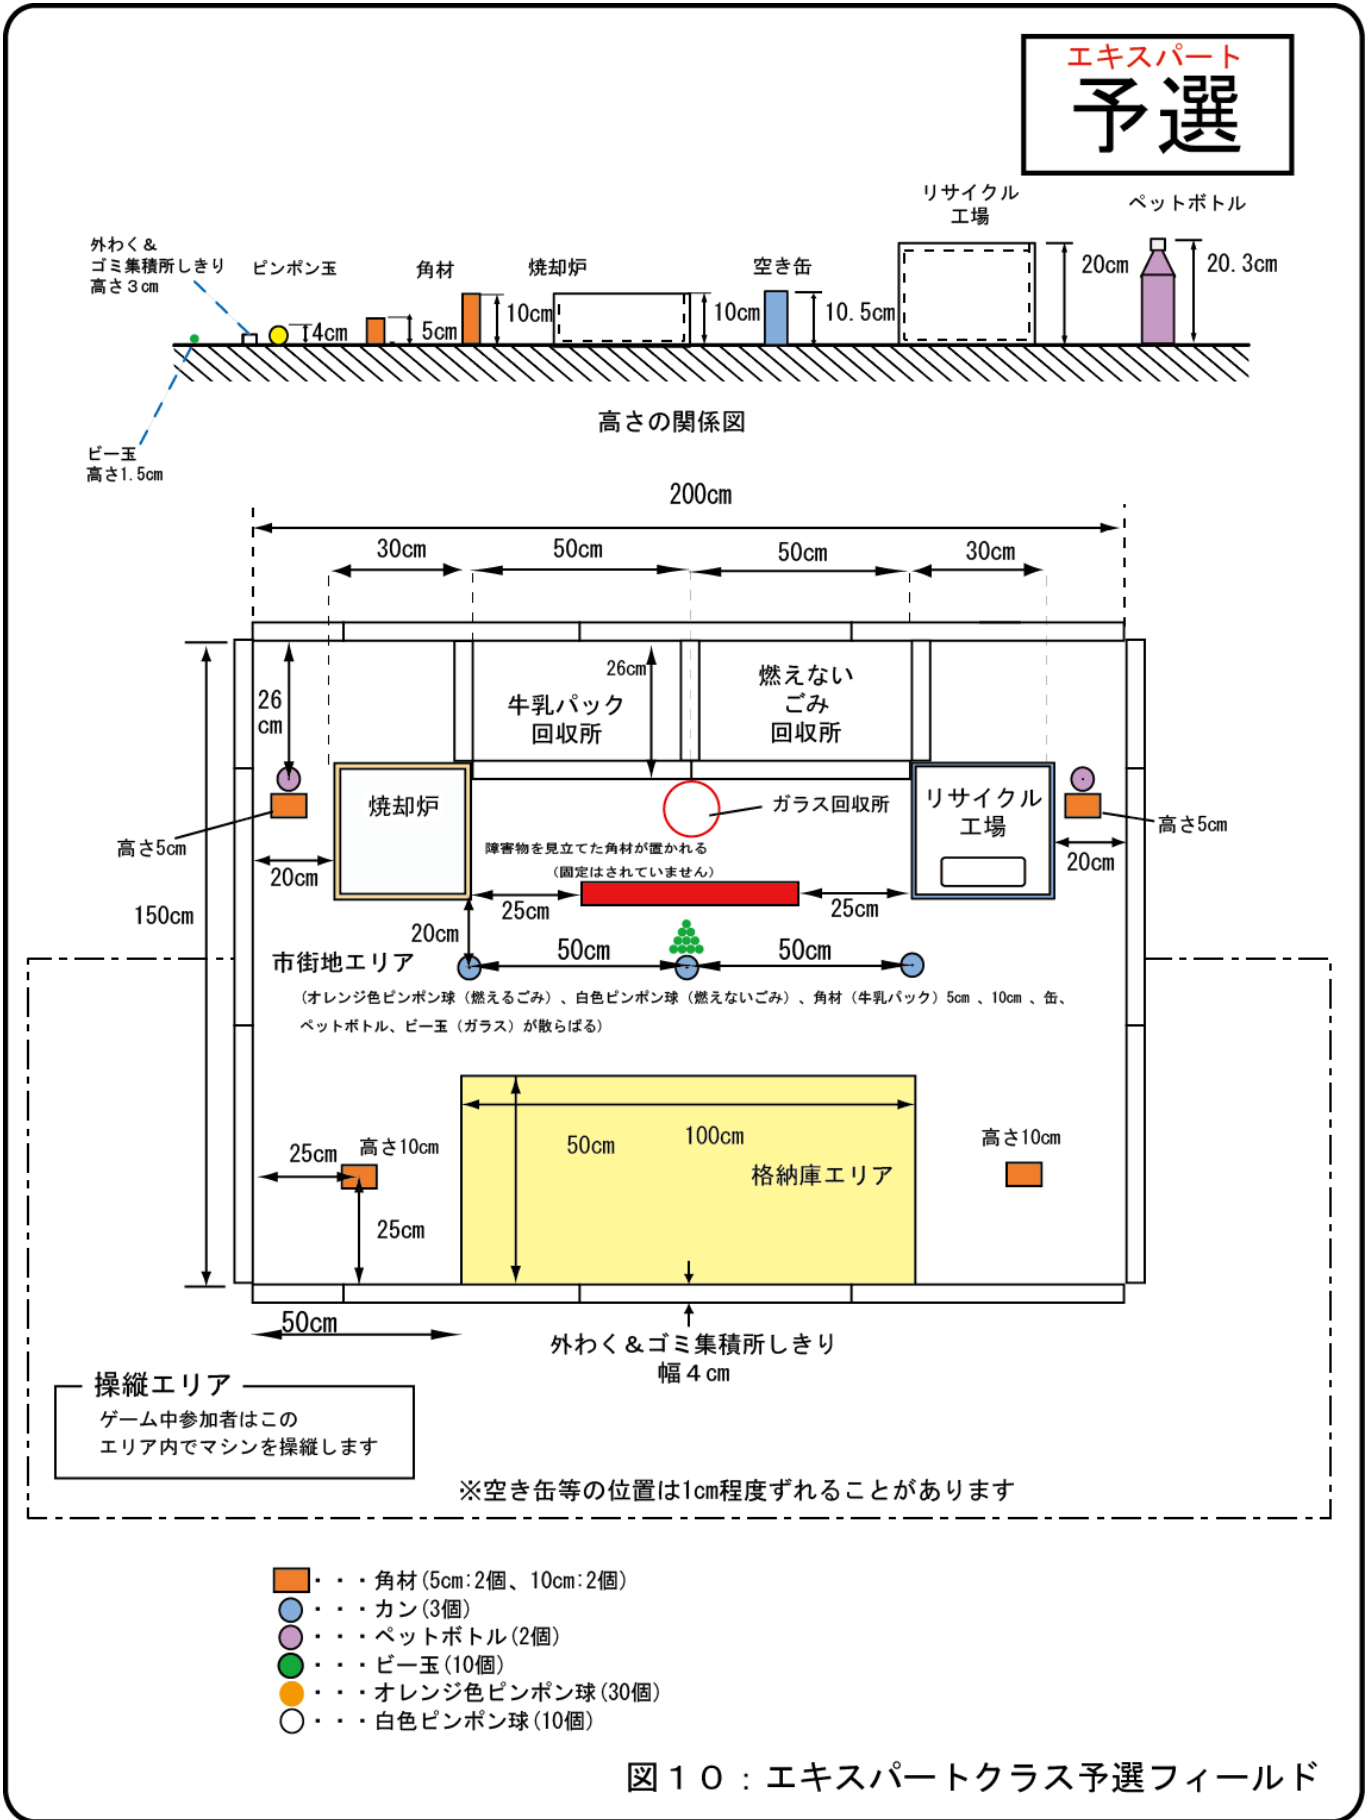 エキスパート
予選
リサイクル
工場
ペットボトル
外わく＆
ゴミ集積所しきり
高さ３cm
ピンポン玉
角材
焼却炉
空き缶
4cm
5cm
10cm
10cm
10.5cm
20cm
20.3cm
高さの関係図
ビー玉
高さ1.5cm
200cm
30cm
50cm
50cm
30cm
26
cm
26cm
牛乳パック
回収所
燃えない
ごみ
回収所
焼却炉
ガラス回収所
リサイクル
工場
高さ5cm
高さ5cm
障害物を見立てた角材が置かれる
（固定はされていません）
20cm
20cm
25cm
25cm
150cm
20cm
50cm
50cm
市街地エリア
（オレンジ色ピンポン球（燃えるごみ）、白色ピンポン球（燃えないごみ）、角材（牛乳パック）5cm 、10cm 、缶、
ペットボトル、ビー玉（ガラス）が散らばる）
50cm
100cm
格納庫エリア
25cm
高さ10cm
高さ10cm
25cm
50cm
外わく＆ゴミ集積所しきり
幅４cm
操縦エリア
ゲーム中参加者はこの
エリア内でマシンを操縦します
※空き缶等の位置は1cm程度ずれることがあります
・・・角材(5cm:2個、10cm:2個)
・・・カン(3個)
・・・ペットボトル(2個)
・・・ビー玉(10個)
・・・オレンジ色ピンポン球(30個)
・・・白色ピンポン球(10個)
図１０：エキスパートクラス予選フィールド